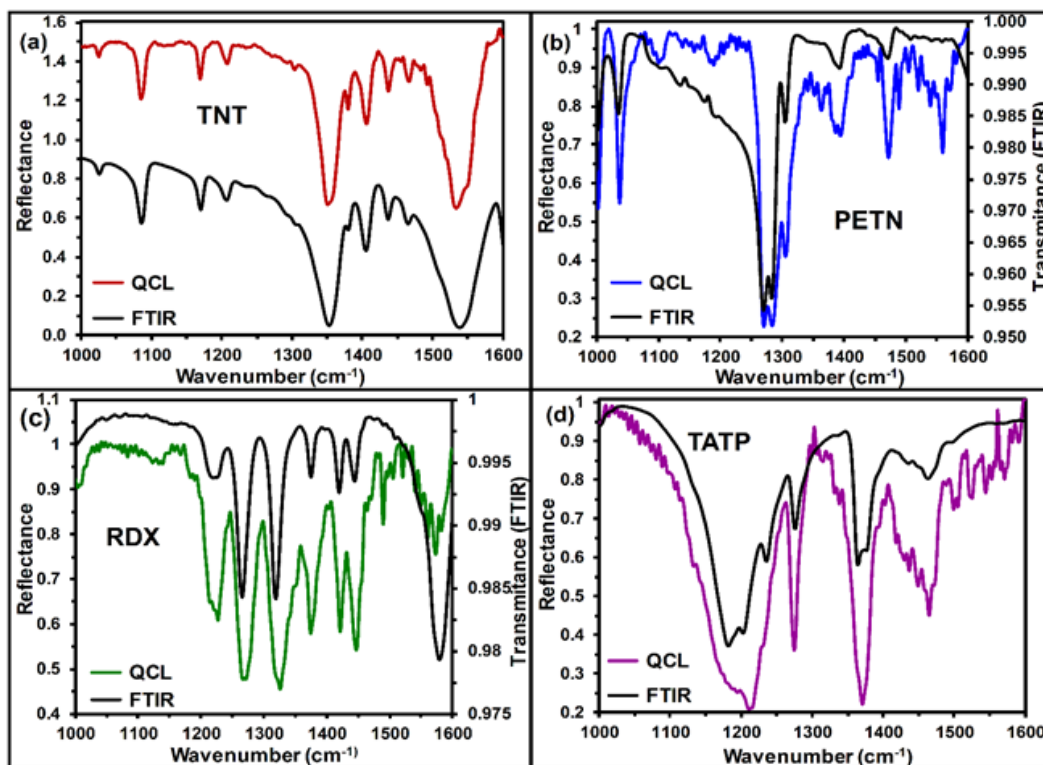 (a)
TNT
1.6
1.4
1.2
1.0
0.8
0.6
0.4
0.2
0.0
Reflectance
QCL
FTIR
1000 1100 1200 1300 1400 1500 1600
Wavenumber (cm-1)
(b)
PETN
1
0.9
0.8
0.7
0.6
0.5
0.4
0.3
0.2
Reflectance
1.000
0.995
0.990
0.985
0.980
0.975
0.970
0.965
0.960
0.955
0.950
Transmitance (FTIR)
QCL
FTIR
1000 1100 1200 1300 1400 1500 1600
Wavenumber (cm-1)
(c)
RDX
1.1
1
0.9
0.8
0.7
0.6
0.5
0.4
Reflectance
1
0.995
0.99
0.985
0.98
0.975
Transmitance (FTIR)
QCL
FTIR
1000 1100 1200 1300 1400 1500 1600
Wavenumber (cm-1)
(d)
TATP
1
0.9
0.8
0.7
0.6
0.5
0.4
0.3
0.2
Reflectance
QCL
FTIR
1000 1100 1200 1300 1400 1500 1600
Wavenumber (cm-1)